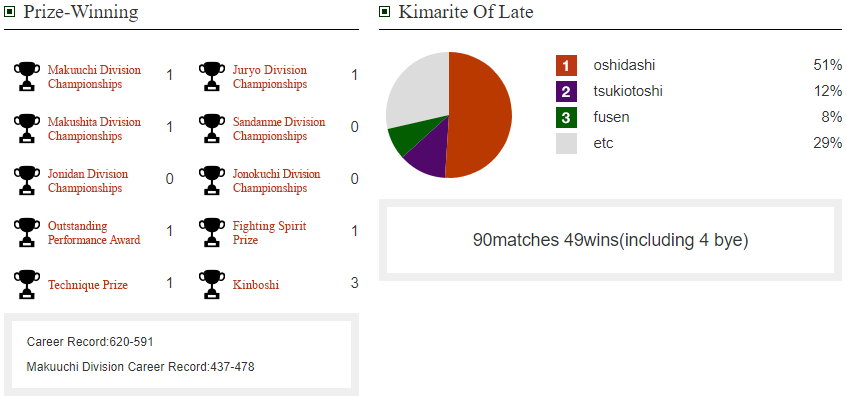 Prize-Winning
Makuuchi Division
Championships
1
Juryo Division
Championships
1
Makushita Division
Championships
1
Sandanme Division
Championships
0
Jonidan Division
Championships
0
Jonokuchi Division
Championships
0
Outstanding
Performance Award
1
Fighting Spirit
Prize
1
Technique Prize
1
Kinboshi
3
Career Record:620-591
Makuuchi Division Career Record:437-478
Kimarite Of Late
1 oshidashi 51%
2 tsukiotoshi 12%
3 fusen 8%
etc 29%
90matches 49wins(including 4 bye)